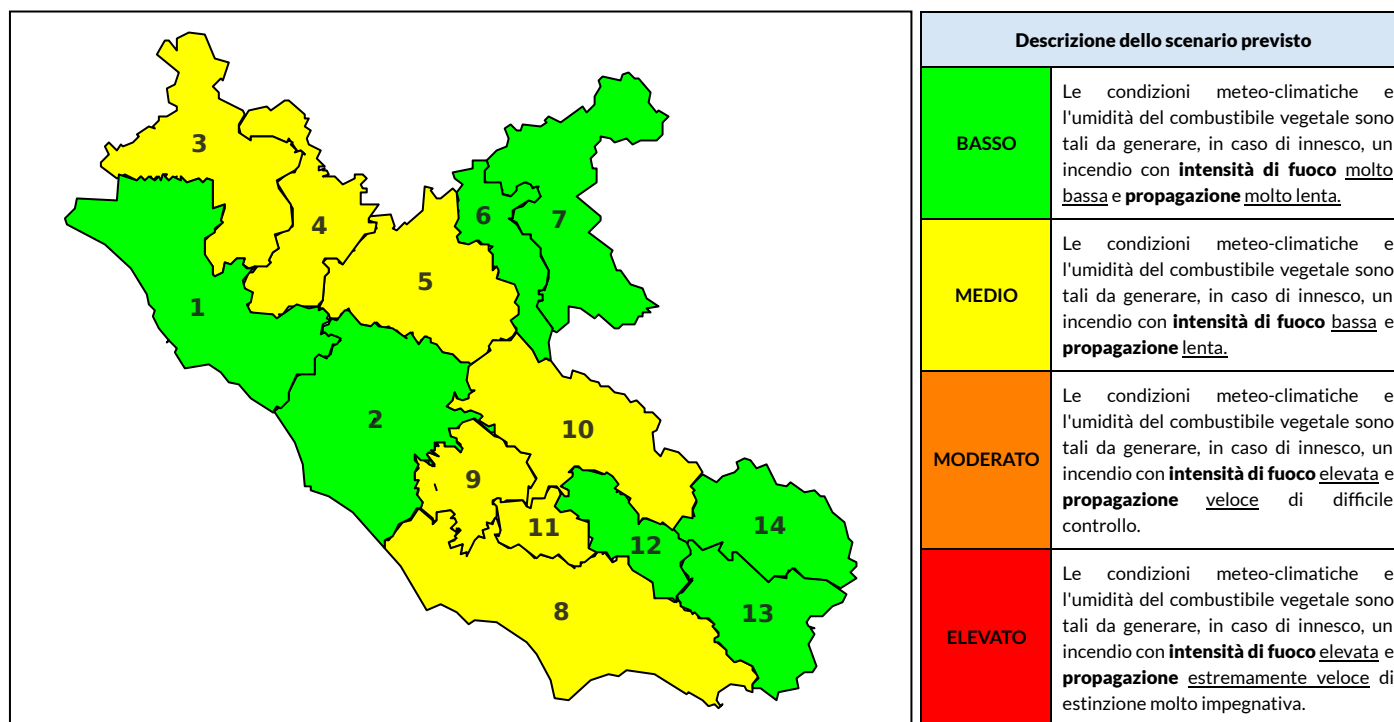 3
4
6
7
5
1
2
10
9
11
12
14
8
13
Descrizione dello scenario previsto
BASSO
Le condizioni meteo-climatiche e
l'umidità del combustibile vegetale sono
tali da generare, in caso di innesco, un
incendio con intensità di fuoco molto
bassa e propagazione molto lenta.
MEDIO
Le condizioni meteo-climatiche e
l'umidità del combustibile vegetale sono
tali da generare, in caso di innesco, un
incendio con intensità di fuoco bassa e
propagazione lenta.
MODERATO
Le condizioni meteo-climatiche e
l'umidità del combustibile vegetale sono
tali da generare, in caso di innesco, un
incendio con intensità di fuoco elevata e
propagazione veloce di difficile
controllo.
ELEVATO
Le condizioni meteo-climatiche e
l'umidità del combustibile vegetale sono
tali da generare, in caso di innesco, un
incendio con intensità di fuoco elevata e
propagazione estremamente veloce di
estinzione molto impegnativa.